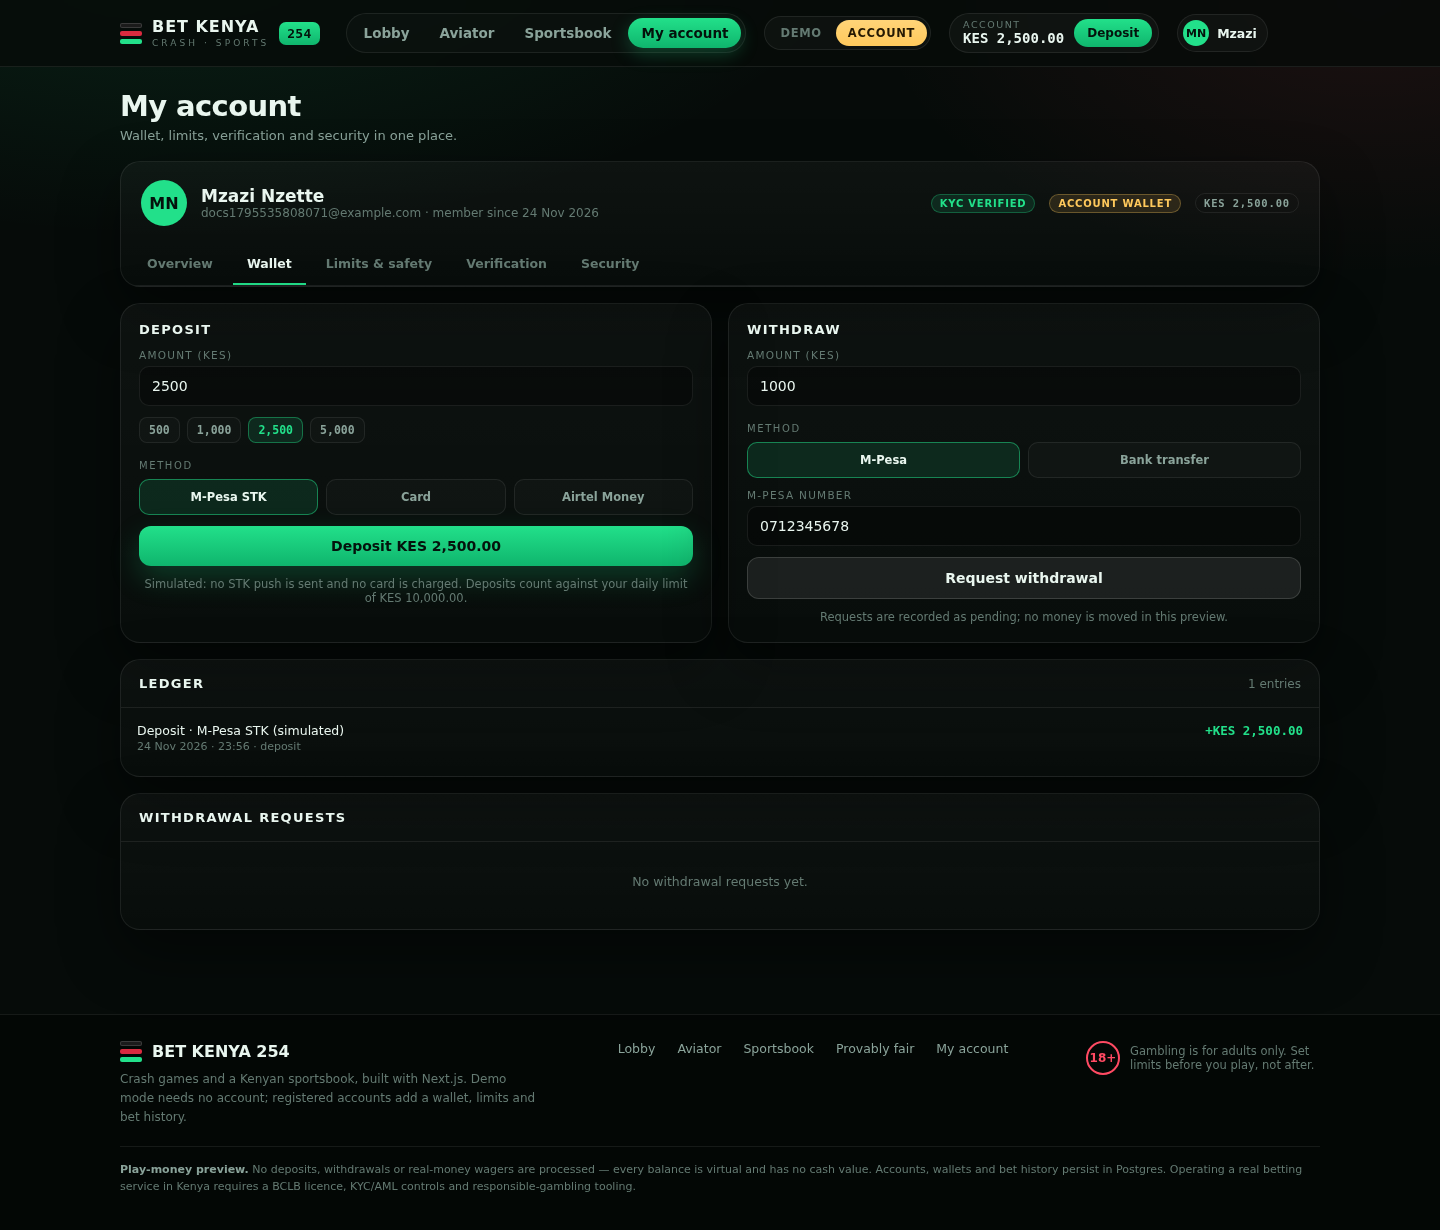 BET KENYA
CRASH · SPORTS
254
Lobby
Aviator
Sportsbook
My account
DEMO
ACCOUNT
ACCOUNT
KES 2,500.00
Deposit
MN
Mzazi
My account
Wallet, limits, verification and security in one place.
MN
Mzazi Nzette
docs1795535808071@example.com · member since 24 Nov 2026
KYC VERIFIED
ACCOUNT WALLET
KES 2,500.00
Overview
Wallet
Limits & safety
Verification
Security
DEPOSIT
AMOUNT (KES)
2500
500
1,000
2,500
5,000
METHOD
M-Pesa STK
Card
Airtel Money
Deposit KES 2,500.00
Simulated: no STK push is sent and no card is charged. Deposits count against your daily limit
of KES 10,000.00.
WITHDRAW
AMOUNT (KES)
1000
METHOD
M-Pesa
Bank transfer
M-PESA NUMBER
0712345678
Request withdrawal
Requests are recorded as pending; no money is moved in this preview.
LEDGER
1 entries
Deposit · M-Pesa STK (simulated)
24 Nov 2026 · 23:56 · deposit
+KES 2,500.00
WITHDRAWAL REQUESTS
No withdrawal requests yet.
BET KENYA 254
Crash games and a Kenyan sportsbook, built with Next.js. Demo
mode needs no account; registered accounts add a wallet, limits and
bet history.
Lobby
Aviator
Sportsbook
Provably fair
My account
18+
Gambling is for adults only. Set
limits before you play, not after.
Play-money preview. No deposits, withdrawals or real-money wagers are processed — every balance is virtual and has no cash value. Accounts, wallets and bet history persist in Postgres. Operating a real betting
service in Kenya requires a BCLB licence, KYC/AML controls and responsible-gambling tooling.